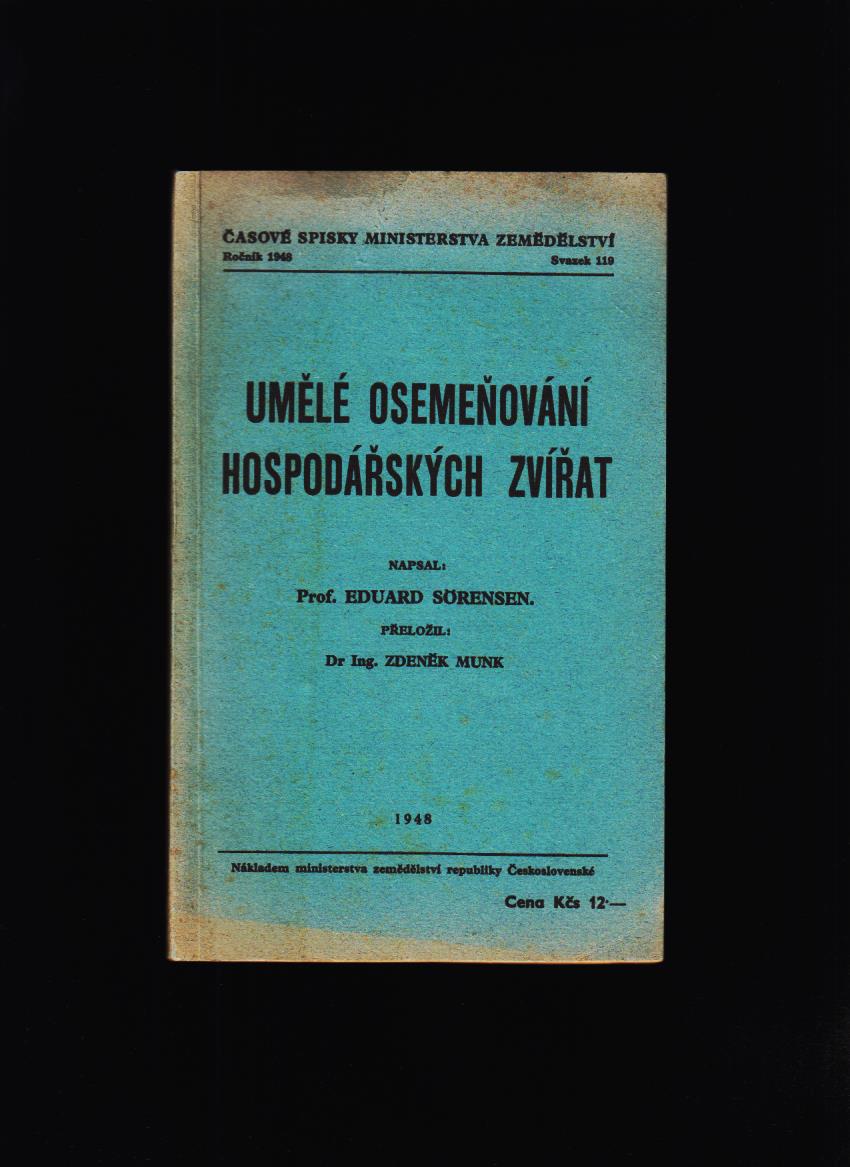 ČASOVÉ SPISKY MINISTERSTVA ZEMĚDĚLSTVÍ
Ročník 1948 Svazek 119
UMĚLÉ OSEMEŇOVÁNÍ
HOSPODÁŘSKÝCH ZVÍŘAT
NAPSAL:
Prof. EDUARD SÖRENSEN.
PŘELOŽIL:
Dr Ing. ZDENĚK MUNK
1948
Nákladem ministerstva zemědělství republiky Československé
Cena Kčs 12·—